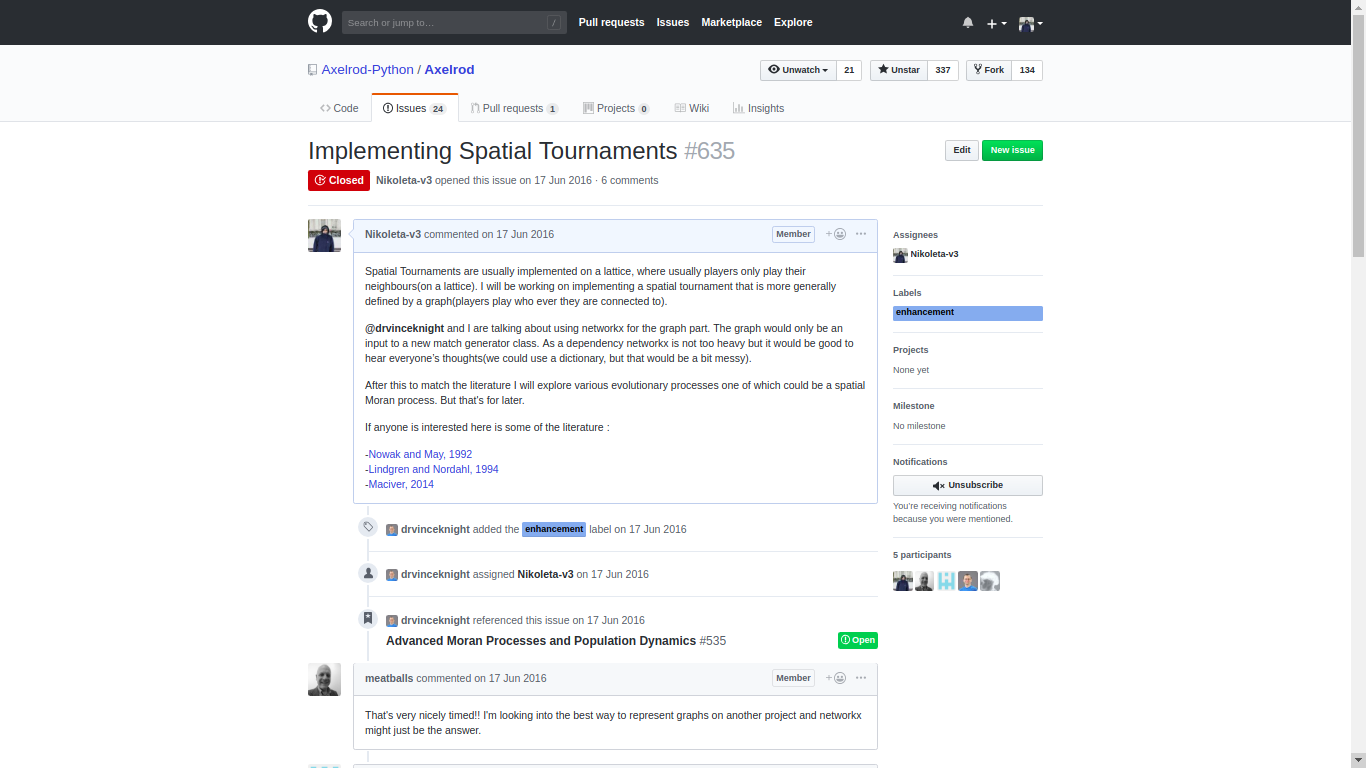 Search or jump to… /
Pull requests Issues Marketplace Explore
Axelrod-Python / Axelrod
Unwatch 21 Unstar 337 Fork 134
Code Issues 24 Pull requests 1 Projects 0 Wiki Insights
Implementing Spatial Tournaments #635
Edit New issue
Closed Nikoleta-v3 opened this issue on 17 Jun 2016 · 6 comments
Nikoleta-v3 commented on 17 Jun 2016 Member
Spatial Tournaments are usually implemented on a lattice, where usually players only play their
neighbours(on a lattice). I will be working on implementing a spatial tournament that is more generally
defined by a graph(players play who ever they are connected to).
@drvinceknight and I are talking about using networkx for the graph part. The graph would only be an
input to a new match generator class. As a dependency networkx is not too heavy but it would be good to
hear everyone's thoughts(we could use a dictionary, but that would be a bit messy).
After this to match the literature I will explore various evolutionary processes one of which could be a spatial
Moran process. But that's for later.
If anyone is interested here is some of the literature :
-Nowak and May, 1992
-Lindgren and Nordahl, 1994
-Maciver, 2014
drvinceknight added the enhancement label on 17 Jun 2016
drvinceknight assigned Nikoleta-v3 on 17 Jun 2016
drvinceknight referenced this issue on 17 Jun 2016
Advanced Moran Processes and Population Dynamics #535 Open
meatballs commented on 17 Jun 2016 Member
That's very nicely timed!! I'm looking into the best way to represent graphs on another project and networkx
might just be the answer.
Assignees
Nikoleta-v3
Labels
enhancement
Projects
None yet
Milestone
No milestone
Notifications
Unsubscribe
You're receiving notifications
because you were mentioned.
5 participants